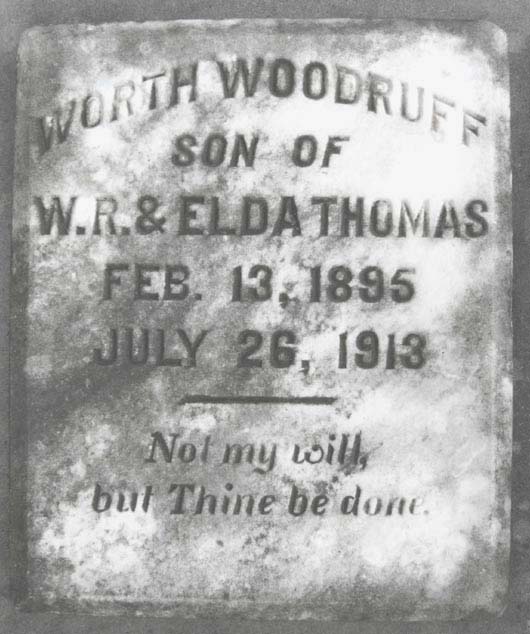 WORTH WOODRUFF
SON OF
W.R. & ELDA THOMAS
FEB. 13, 1895
JULY 26, 1913
Not my will,
but Thine be done.